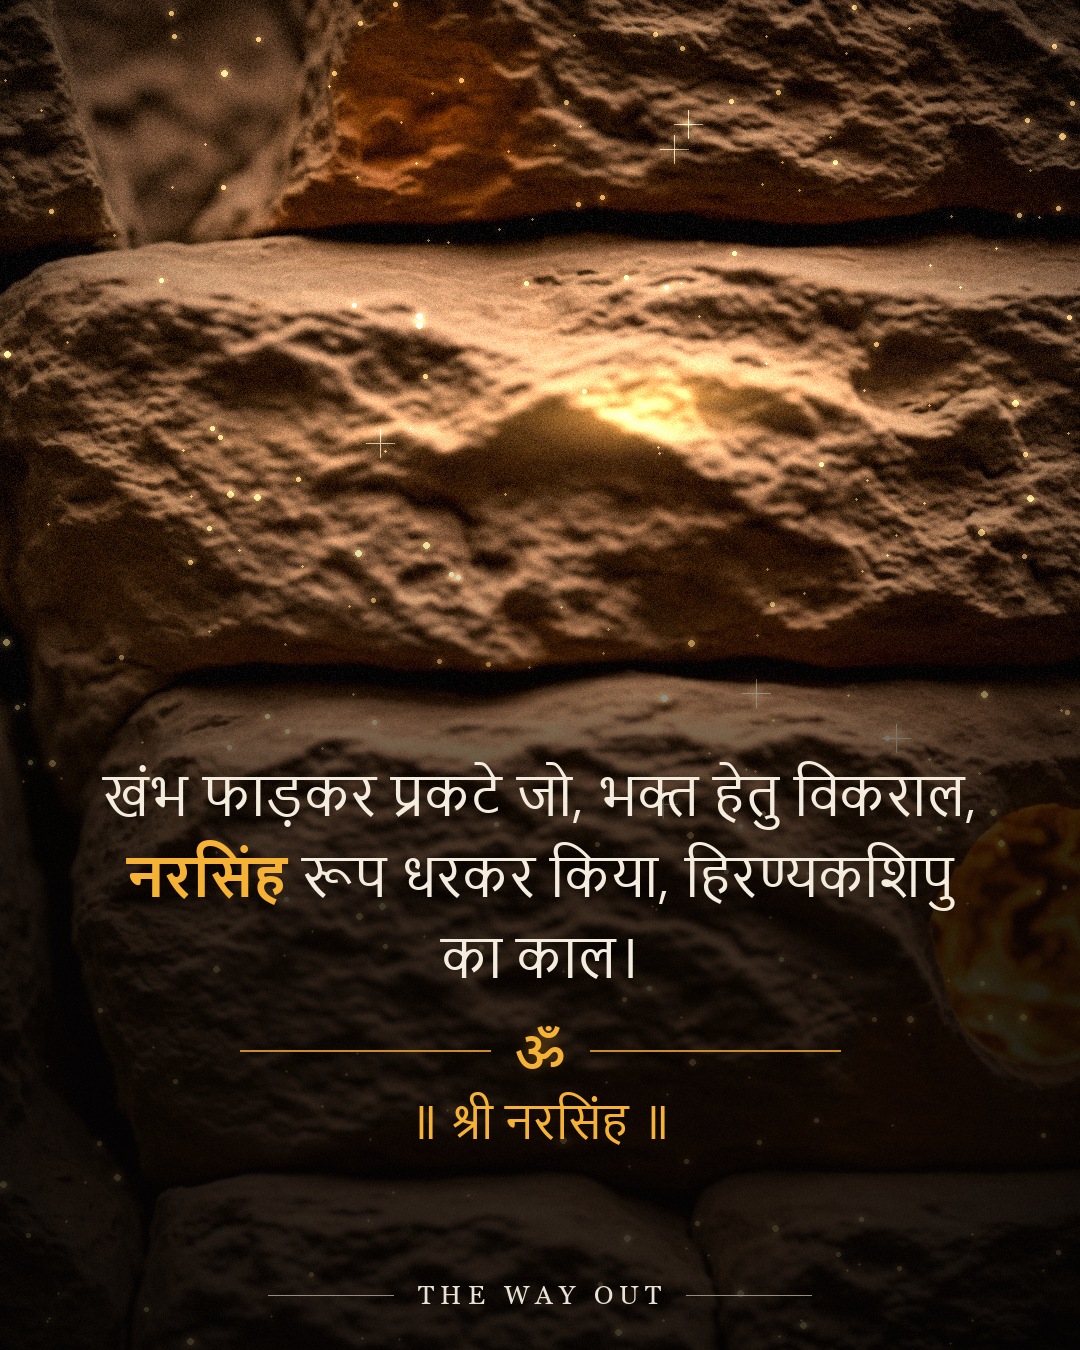 खंभ फाड़कर प्रकटे जो, भक्त हेतु विकराल,
नरसिंह रूप धरकर किया, हिरण्यकशिपु
का काल।
ॐ
॥ श्री नरसिंह ॥
THE WAY OUT